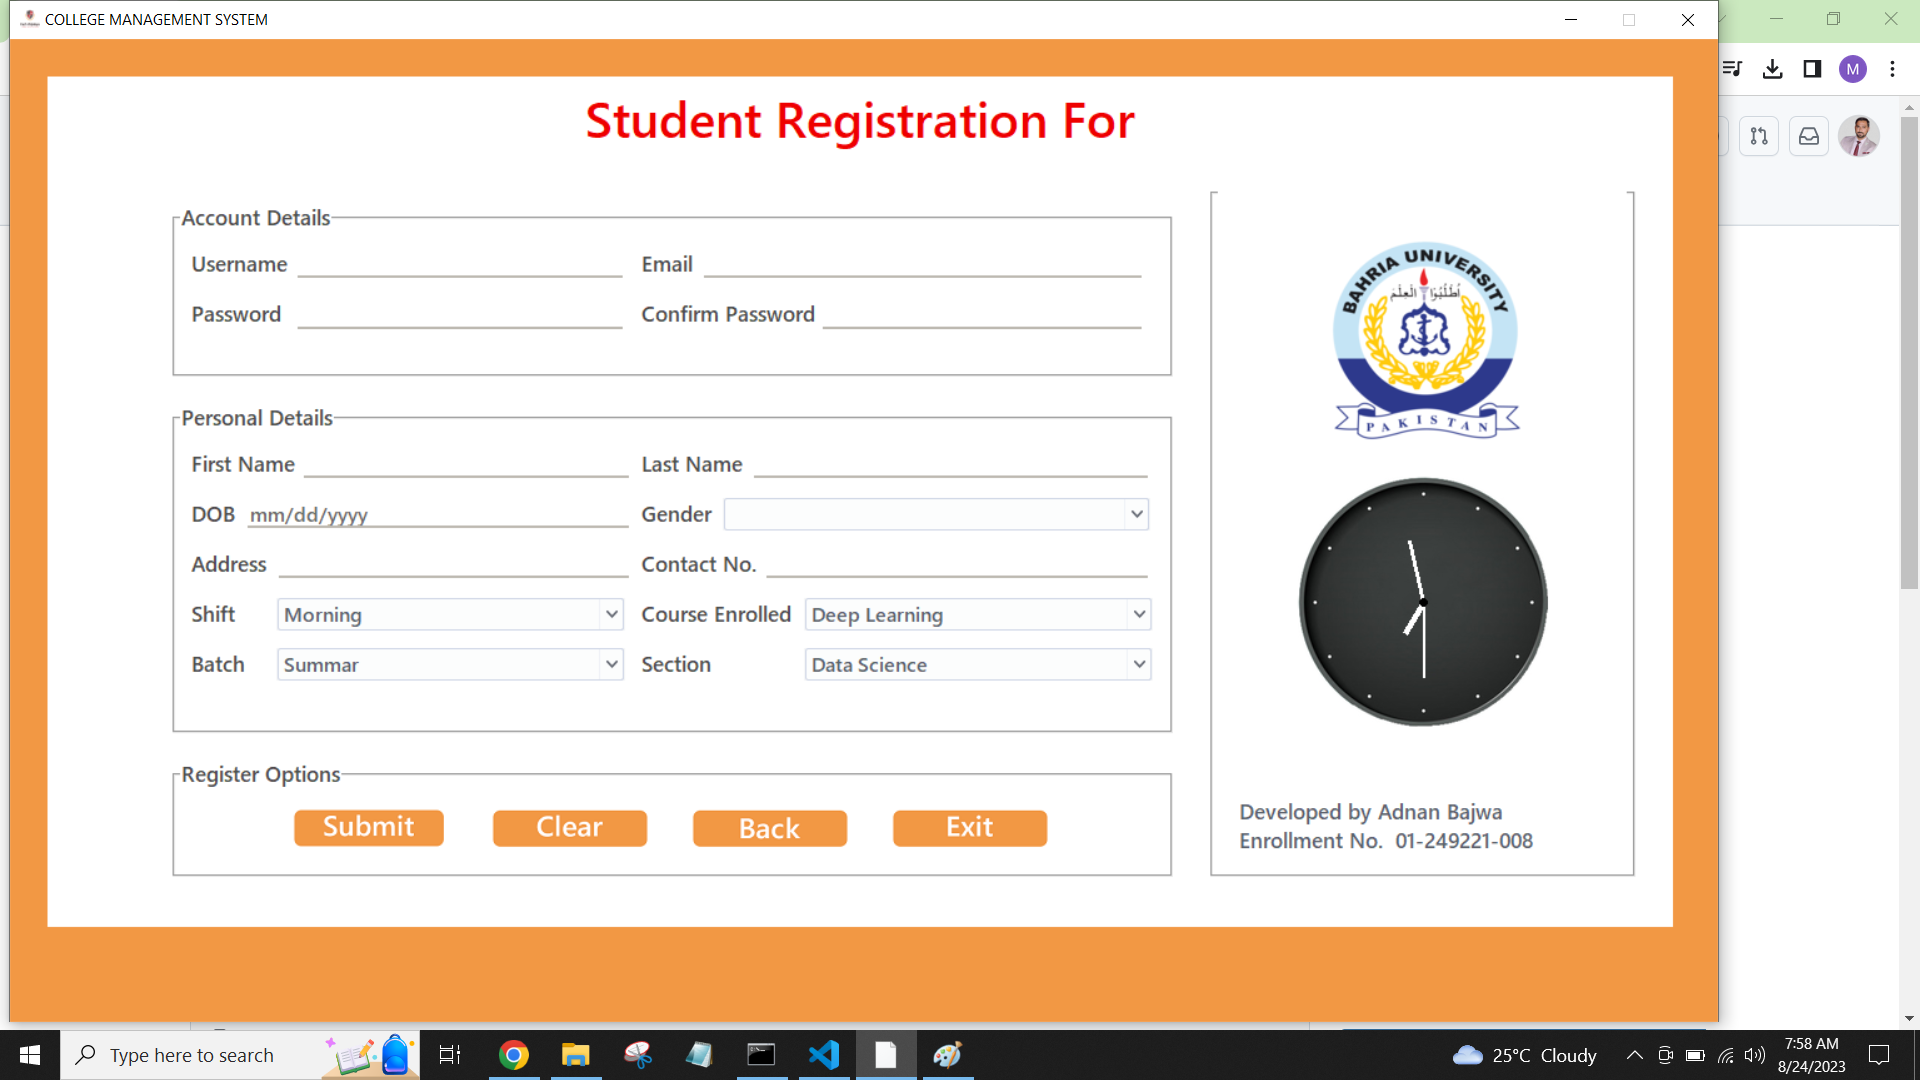 COLLEGE MANAGEMENT SYSTEM
M
Student Registration For
Account Details
Username
Email
Password
Confirm Password
Personal Details
First Name
Last Name
DOB mm/dd/yyyy
Gender
Address
Contact No.
Shift Morning
Course Enrolled Deep Learning
Batch Summar
Section Data Science
Register Options
Submit
Clear
Back
Exit
BAHRIA UNIVERSITY
PAKISTAN
Developed by Adnan Bajwa
Enrollment No. 01-249221-008
Type here to search
25°C Cloudy
7:58 AM
8/24/2023